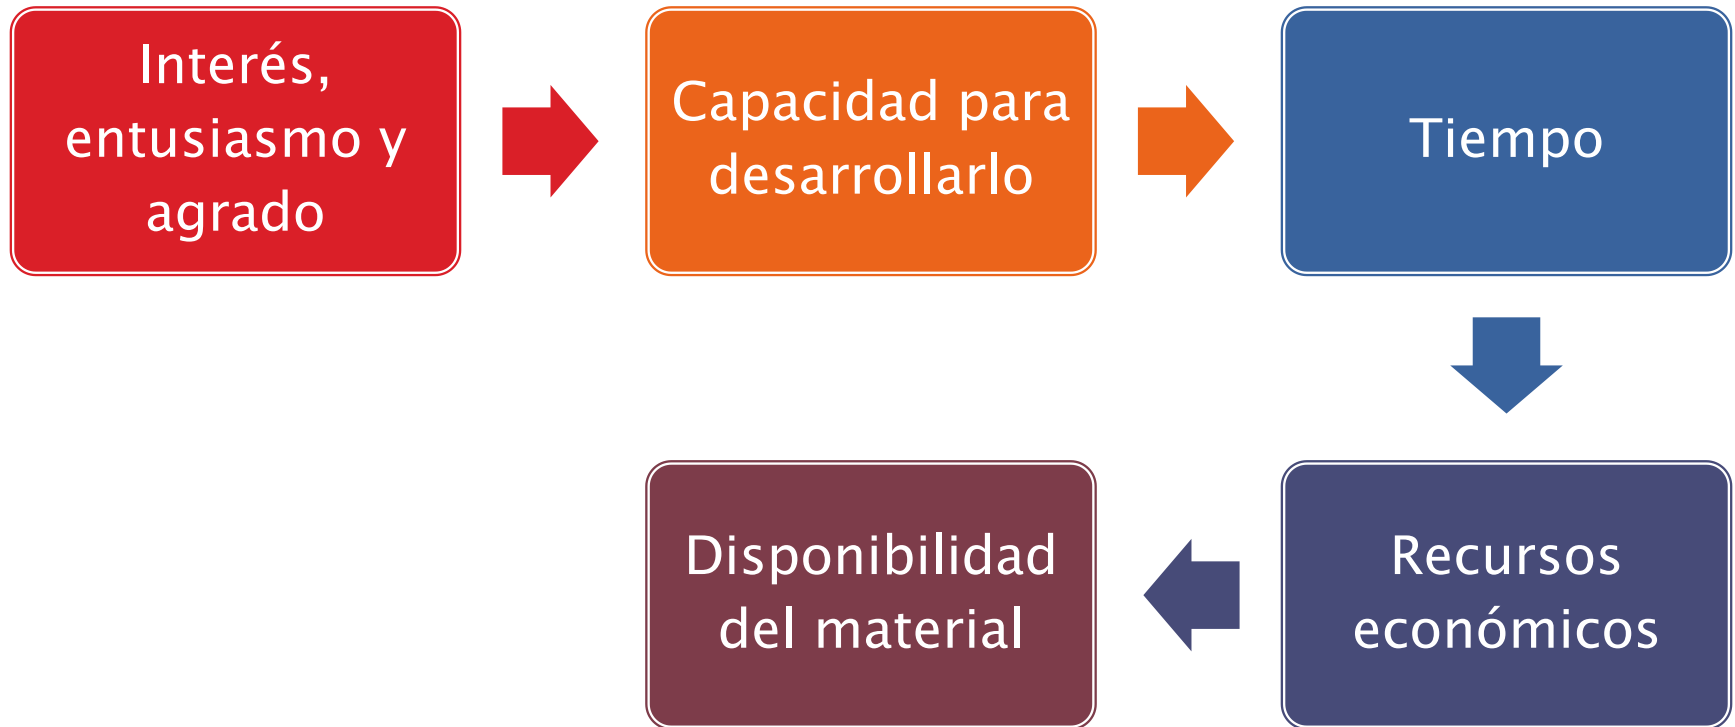 Interés,
entusiasmo y
agrado
Capacidad para
desarrollarlo
Tiempo
Recursos
económicos
Disponibilidad
del material